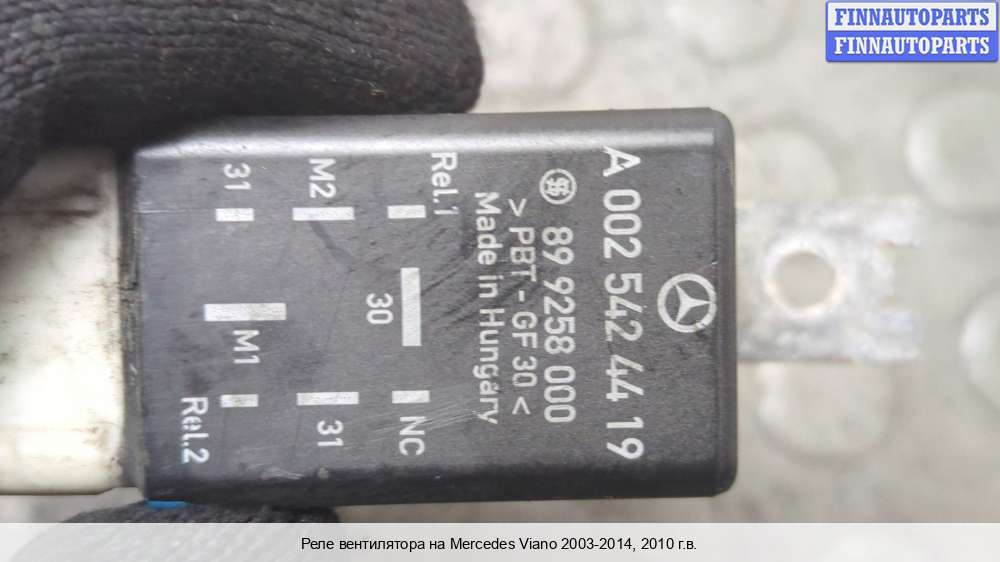 FINNAUTOPARTS
FINNAUTOPARTS
A 002 542 44 19
89 9258 000
> PBT - GF 30 <
Made in Hungary
Rel.1
M2
31
30
M1
NC
31
Rel.2
Реле вентилятора на Mercedes Viano 2003-2014, 2010 г.в.